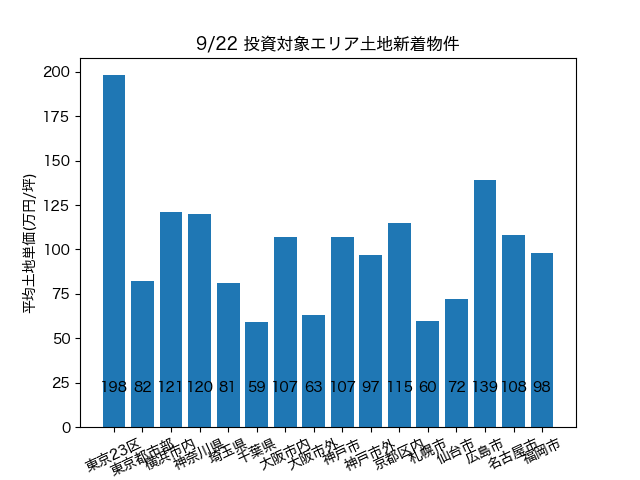 9/22 投資対象エリア土地新着物件
平均土地単価(万円/坪)
200
175
150
125
100
75
50
25
0
198 82 121 120 81 59 107 63 107 97 115 60 72 139 108 98
東京23区 東京都市部 横浜市内 神奈川県 埼玉県 千葉県 大阪市内 大阪市外 神戸市 神戸市外 京都区内 札幌市 仙台市 広島市 名古屋市 福岡市